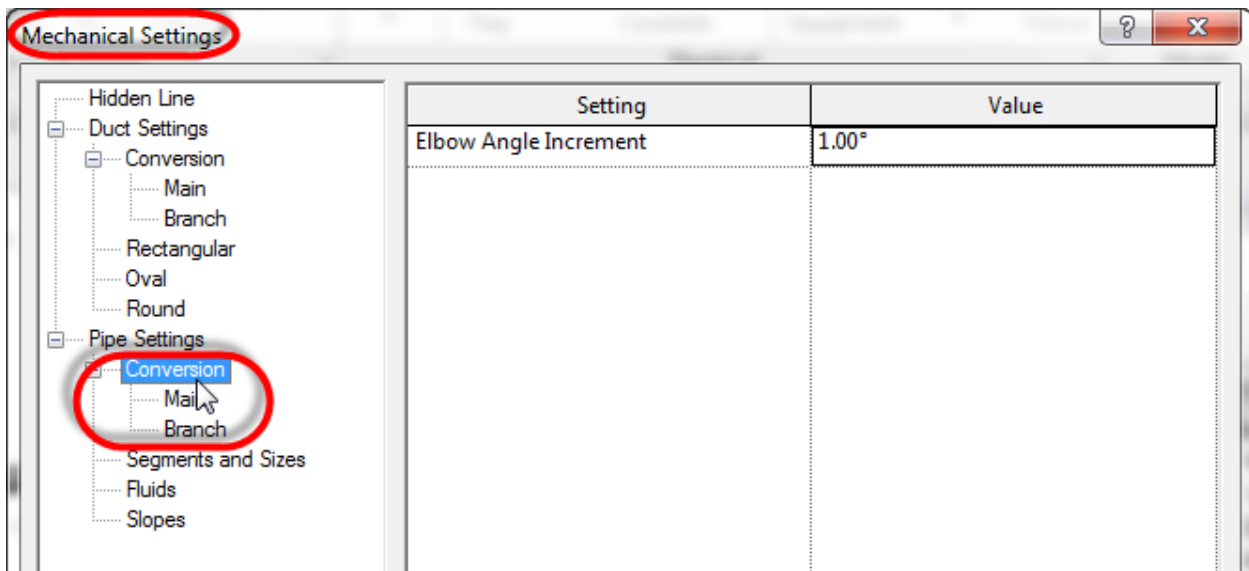 Mechanical Settings
Hidden Line
Duct Settings
Conversion
Main
Branch
Rectangular
Oval
Round
Pipe Settings
Conversion
Branch
Segments and Sizes
Fluids
Slopes
Setting Value
Elbow Angle Increment 1.00°